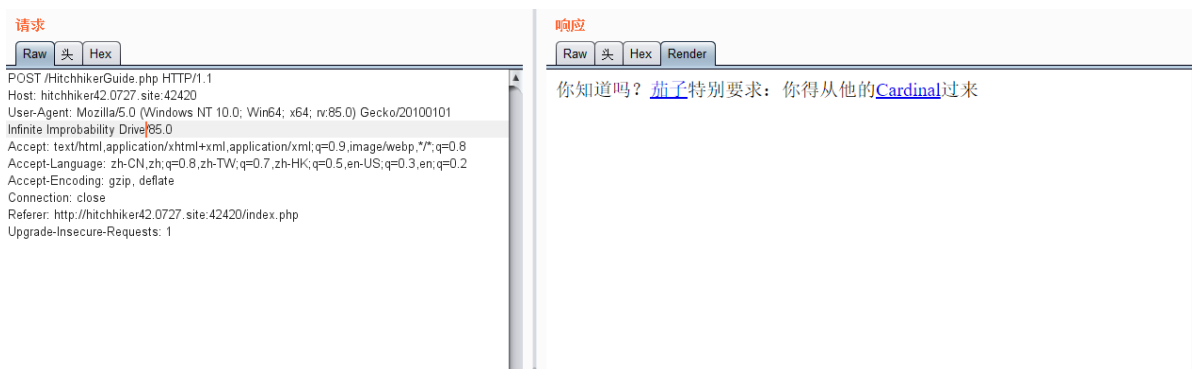 请求
Raw 头 Hex
POST /HitchhikerGuide.php HTTP/1.1
Host: hitchhiker42.0727.site:42420
User-Agent: Mozilla/5.0 (Windows NT 10.0; Win64; x64; rv:85.0) Gecko/20100101
Infinite Improbability Drive/85.0
Accept: text/html,application/xhtml+xml,application/xml;q=0.9,image/webp,*/*;q=0.8
Accept-Language: zh-CN,zh;q=0.8,zh-TW;q=0.7,zh-HK;q=0.5,en-US;q=0.3,en;q=0.2
Accept-Encoding: gzip, deflate
Connection: close
Referer: http://hitchhiker42.0727.site:42420/index.php
Upgrade-Insecure-Requests: 1
响应
Raw 头 Hex Render
你知道吗？茄子特别要求：你得从他的Cardinal过来